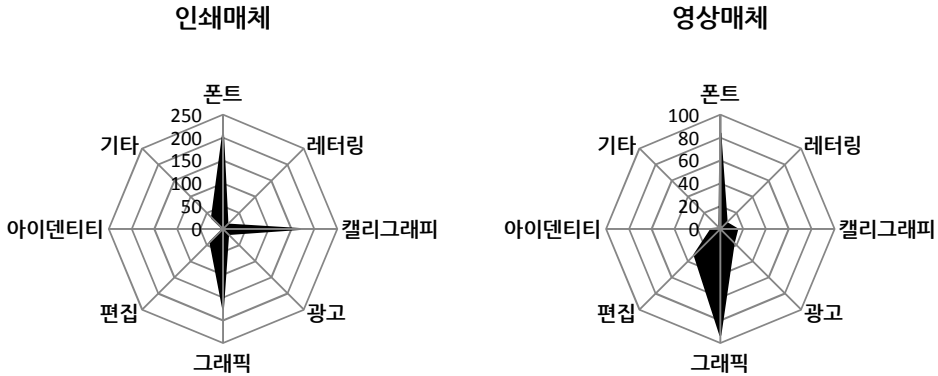 인쇄매체
폰트
250
200
150
100
50
0
레터링
캘리그래피
광고
그래픽
편집
아이덴티티
기타
영상매체
폰트
100
80
60
40
20
0
레터링
캘리그래피
광고
그래픽
편집
아이덴티티
기타